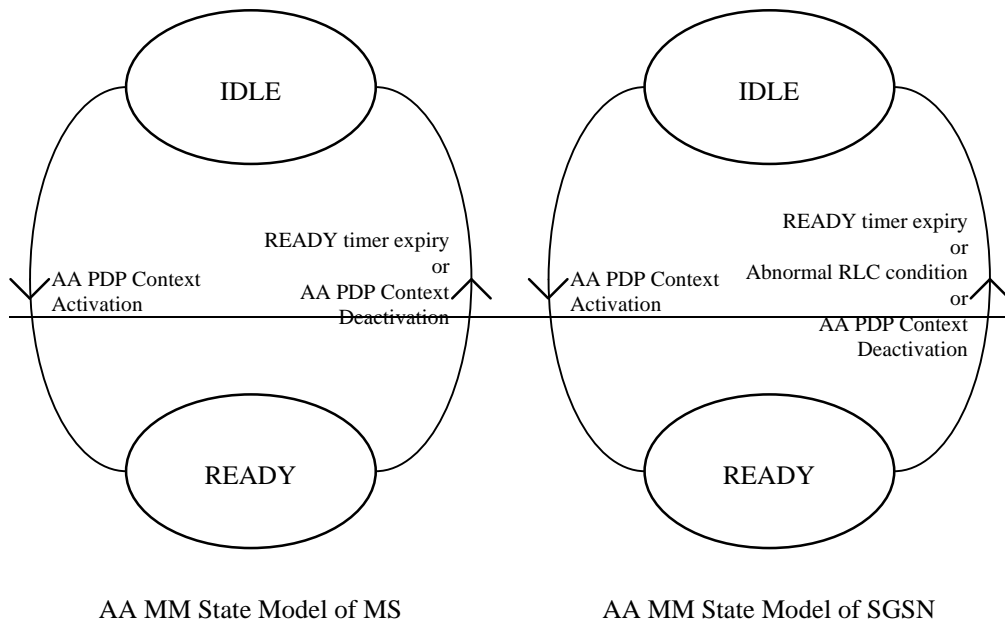 IDLE
AA PDP Context
Activation
READY timer expiry
or
AA PDP Context
Deactivation
READY
AA MM State Model of MS
IDLE
AA PDP Context
Activation
READY timer expiry
or
Abnormal RLC condition
or
AA PDP Context
Deactivation
READY
AA MM State Model of SGSN